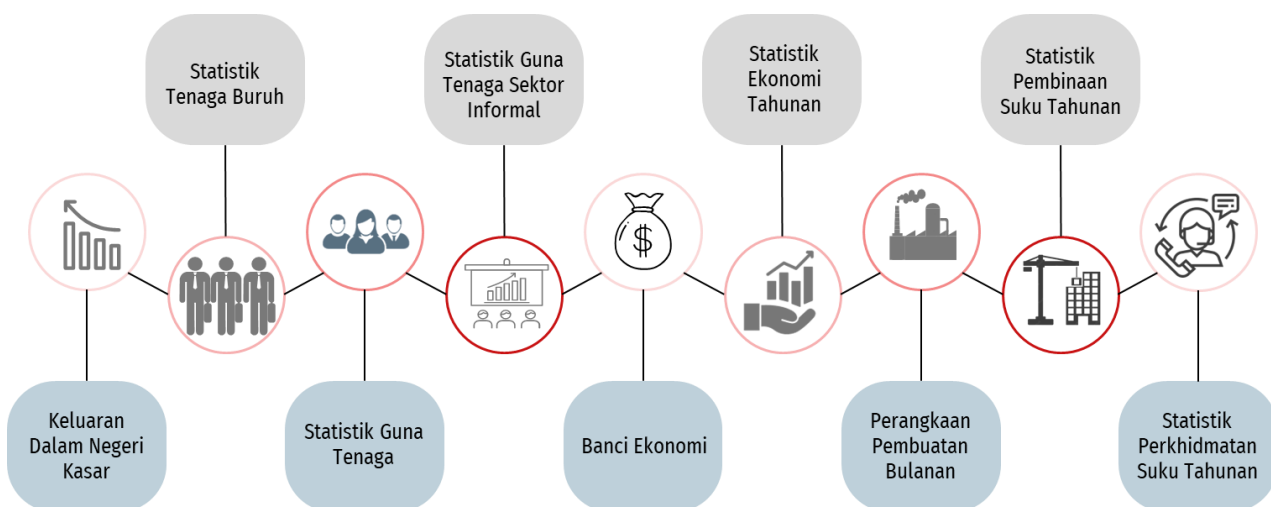 Statistik
Tenaga Buruh
Statistik Guna
Tenaga Sektor
Informal
Statistik
Ekonomi
Tahunan
Statistik
Pembinaan
Suku Tahunan
$
Keluaran
Dalam Negeri
Kasar
Statistik Guna
Tenaga
Banci Ekonomi
Perangkaan
Pembuatan
Bulanan
Statistik
Perkhidmatan
Suku Tahunan